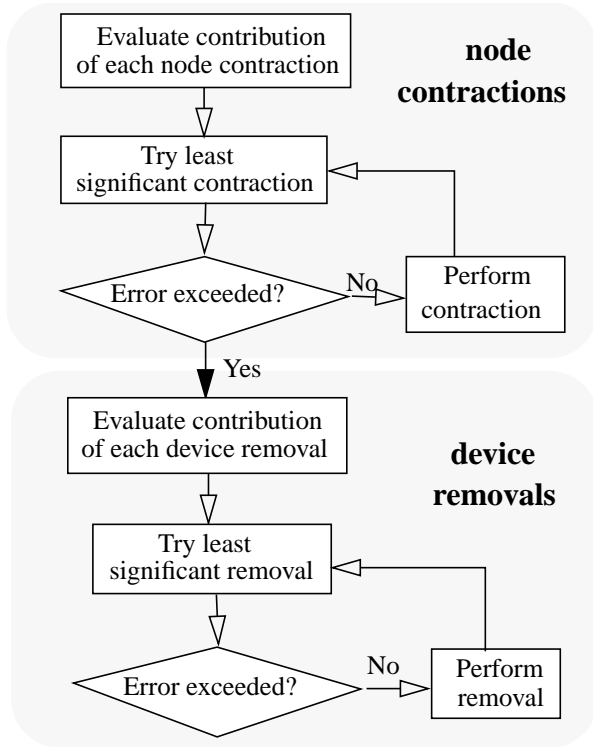 Evaluate contribution
of each node contraction
node
contractions
Try least
significant contraction
Error exceeded?
No
Perform
contraction
Yes
Evaluate contribution
of each device removal
device
removals
Try least
significant removal
Error exceeded?
No
Perform
removal